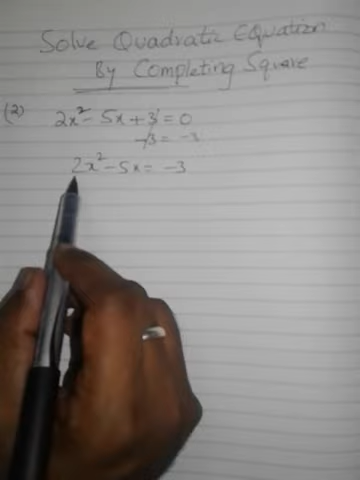 Solve Quadratic Equation
By Completing Square
(2) 2x² - 5x + 3 = 0
-3 = -3
2x² - 5x = -3